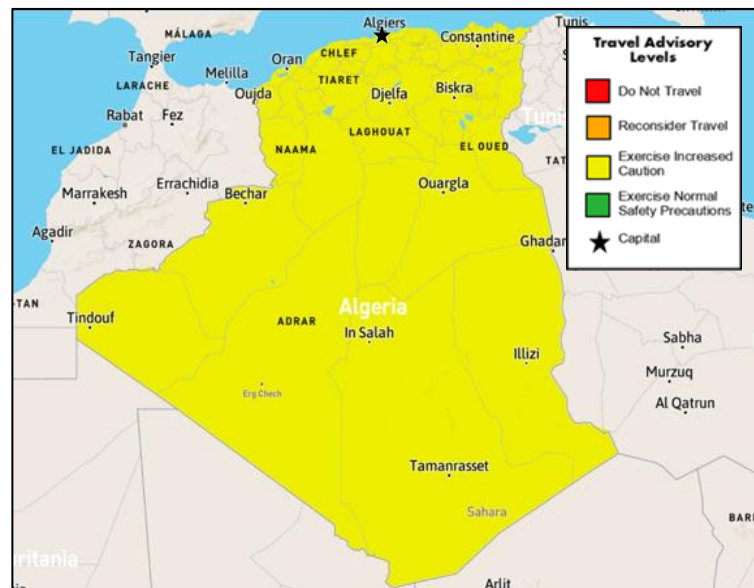 MÁLAGA
Algiers
Tunis
Constantine
Tangier
CHLEF
Oran
Melilla
TIARET
LARACHE
Oujda
Djelfa
Biskra
Rabat
Fez
LAGHOUAT
EL JADIDA
NAAMA
EL OUED
Errachidia
Ouargla
Marrakesh
Bechar
Agadir
ZAGORA
Ghadam
Algeria
Tindouf
ADRAR
In Salah
Sabha
Illizi
Murzuq
Erg Chech
Al Qatrun
Tamanrasset
Sahara
Arlit
Travel Advisory
Levels
Do Not Travel
Reconsider Travel
Exercise Increased
Caution
Exercise Normal
Safety Precautions
Capital